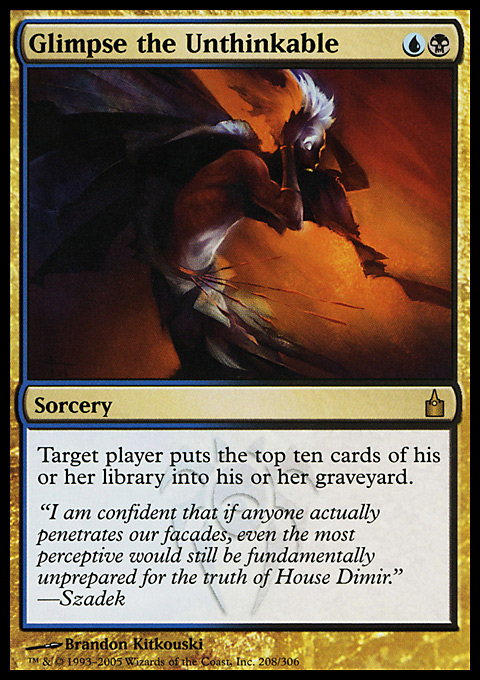 Glimpse the Unthinkable
Sorcery
Target player puts the top ten cards of his
or her library into his or her graveyard.
“I am confident that if anyone actually
penetrates our facades, even the most
perceptive would still be fundamentally
unprepared for the truth of House Dimir.”
—Szadek
Brandon Kitkouski
™ & © 1993–2005 Wizards of the Coast, Inc. 208/306